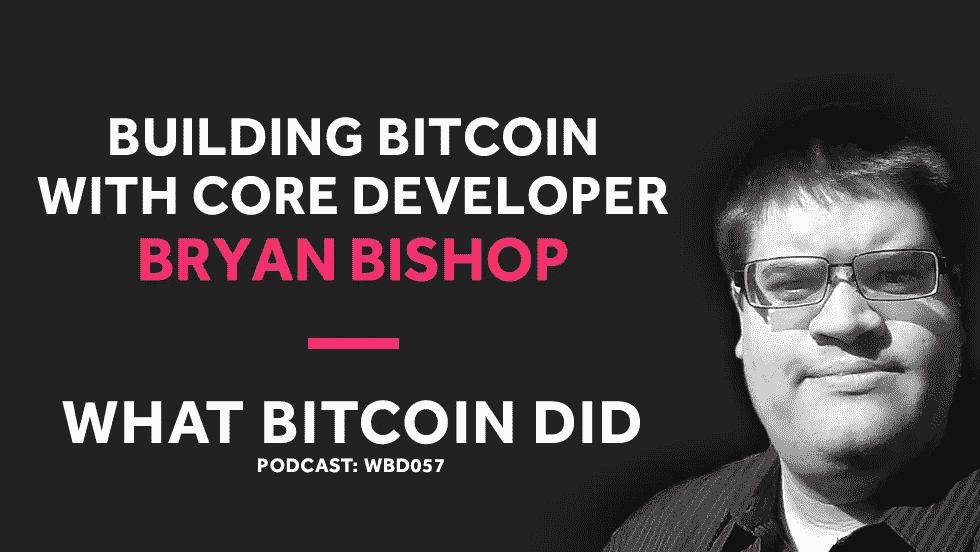 BUILDING BITCOIN
WITH CORE DEVELOPER
BRYAN BISHOP
WHAT BITCOIN DID
PODCAST: WBD057